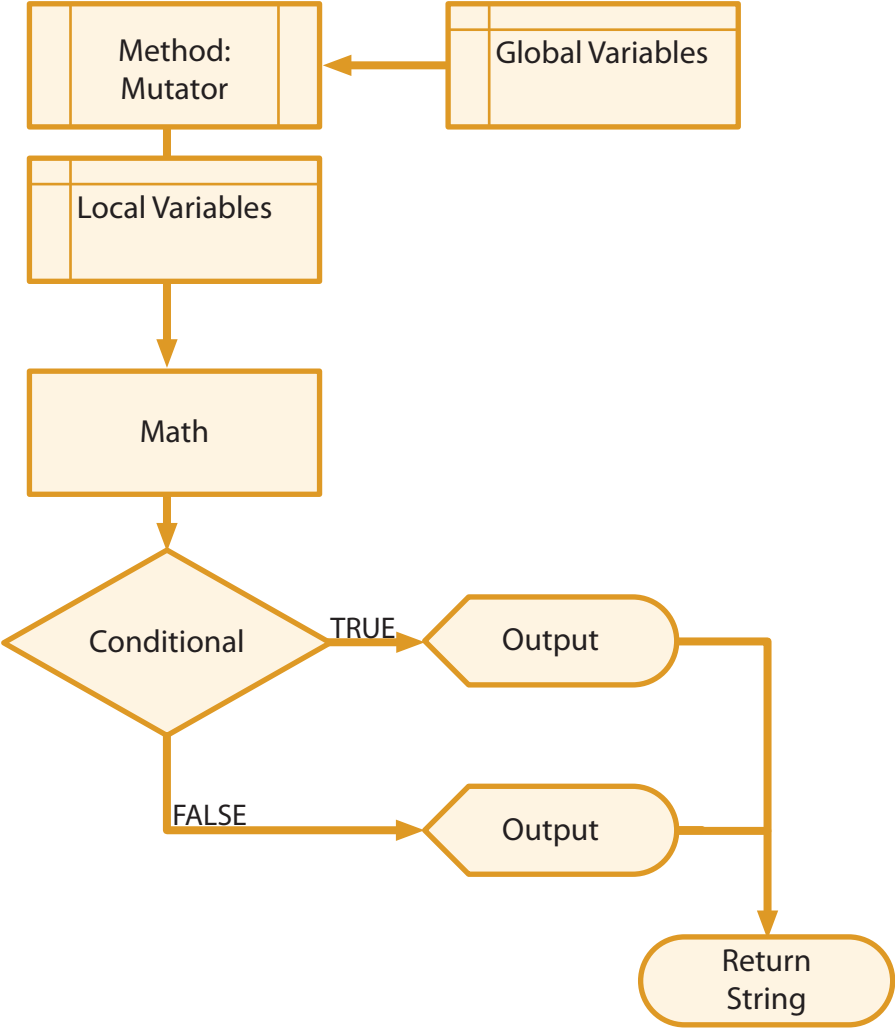 Method:
Mutator
Global Variables
Local Variables
Math
Conditional
TRUE
Output
FALSE
Output
Return
String